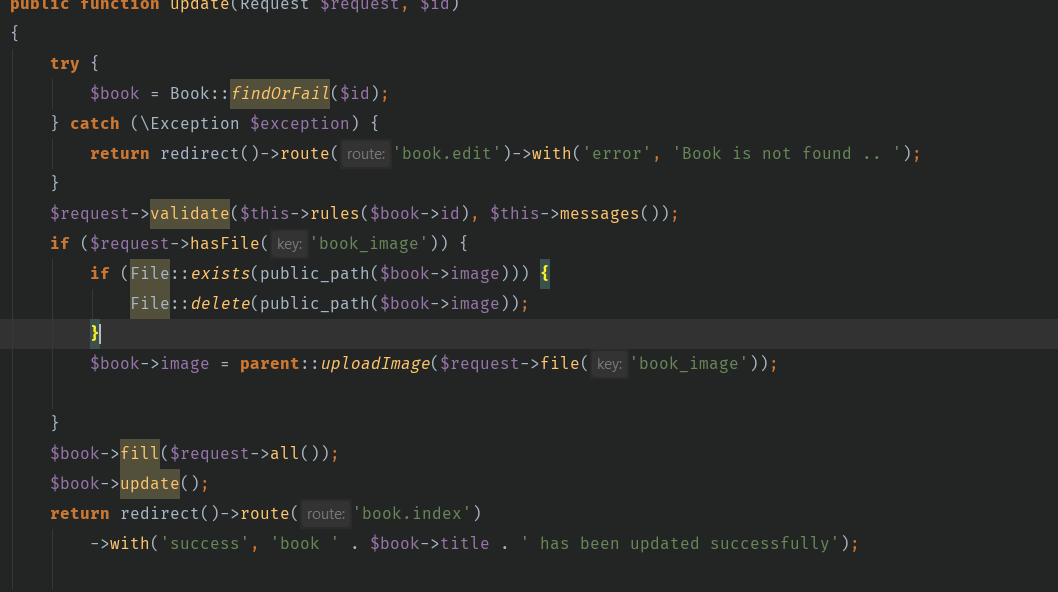 public function update(Request $request, $id)
{
try {
$book = Book::findOrFail($id);
} catch (\Exception $exception) {
return redirect()->route( route: 'book.edit')->with('error', 'Book is not found .. ');
}
$request->validate($this->rules($book->id), $this->messages());
if ($request->hasFile( key: 'book_image')) {
if (File::exists(public_path($book->image))) {
File::delete(public_path($book->image));
}
$book->image = parent::uploadImage($request->file( key: 'book_image'));
}
$book->fill($request->all());
$book->update();
return redirect()->route( route: 'book.index')
->with('success', 'book ' . $book->title . ' has been updated successfully');